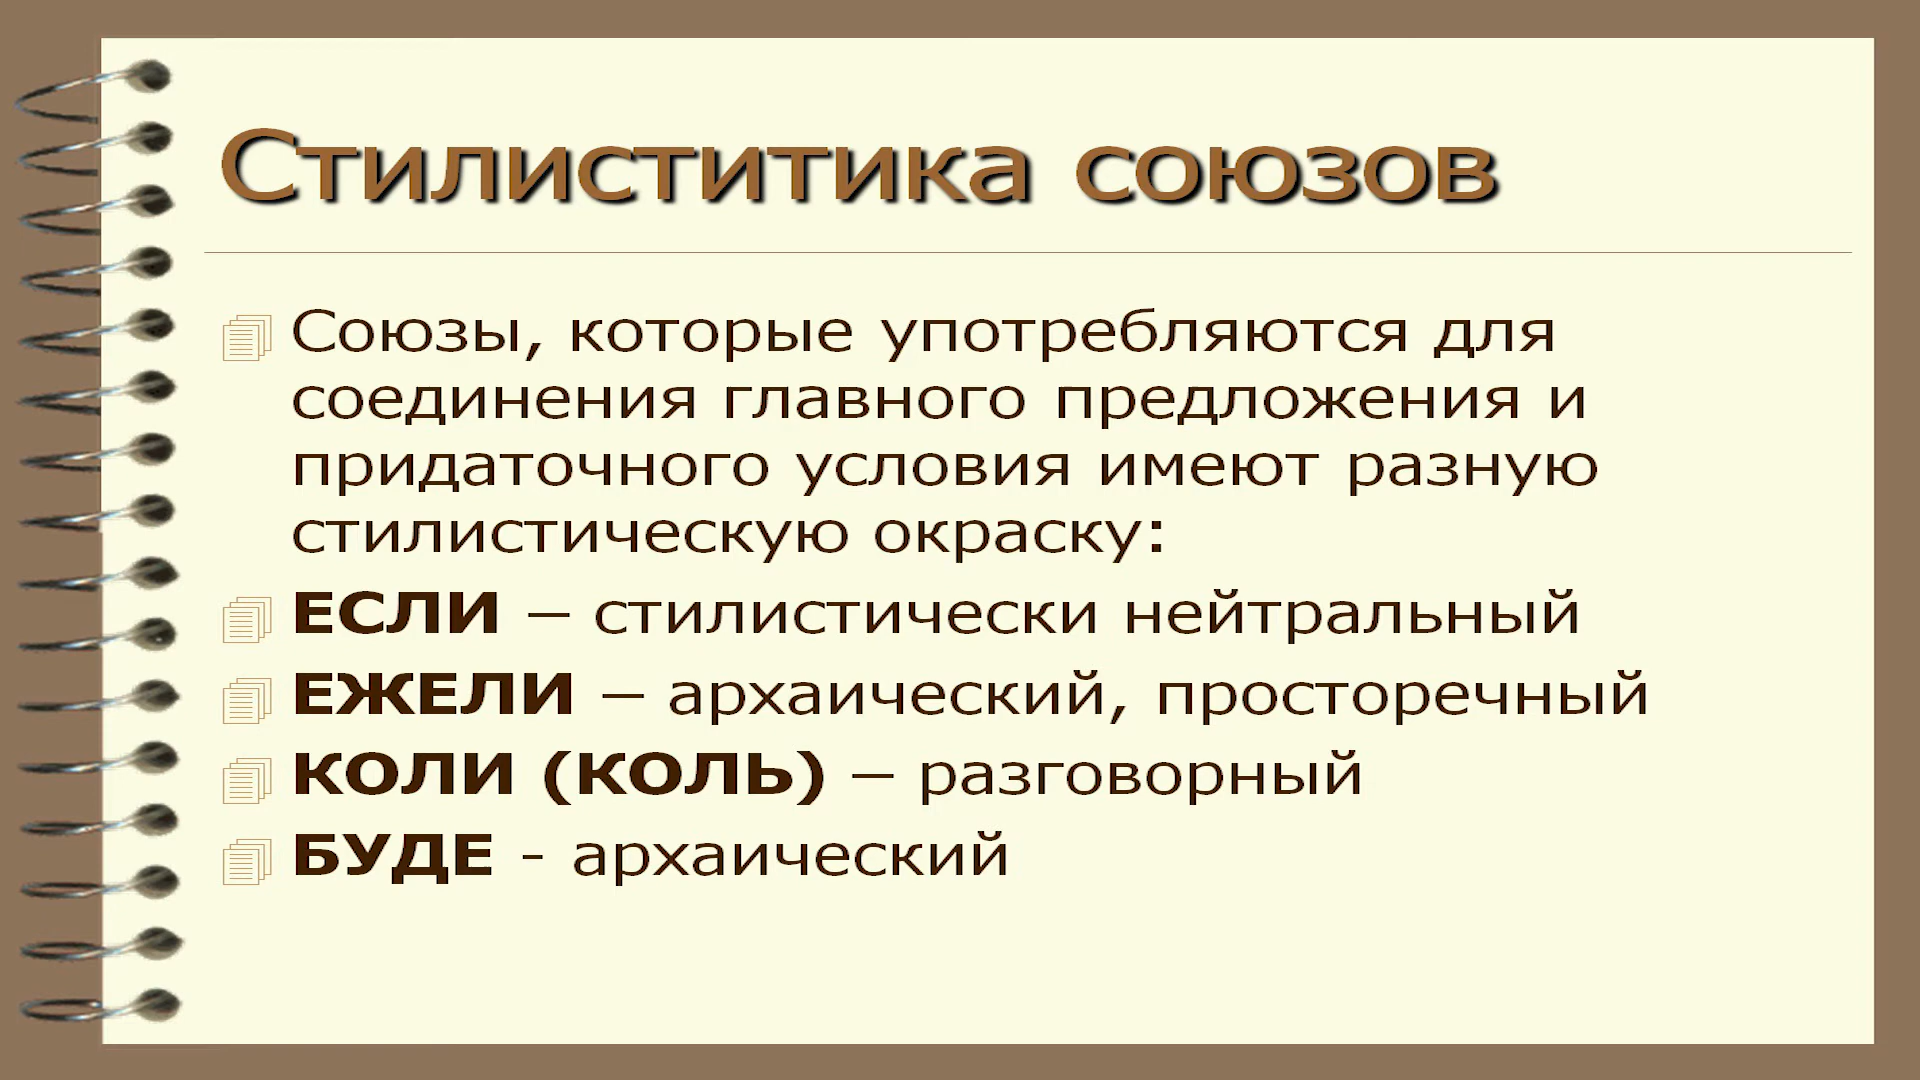 Стилиститика союзов
Союзы, которые употребляются для
соединения главного предложения и
придаточного условия имеют разную
стилистическую окраску:
ЕСЛИ – стилистически нейтральный
ЕЖЕЛИ – архаический, просторечный
КОЛИ (КОЛЬ) – разговорный
БУДЕ - архаический